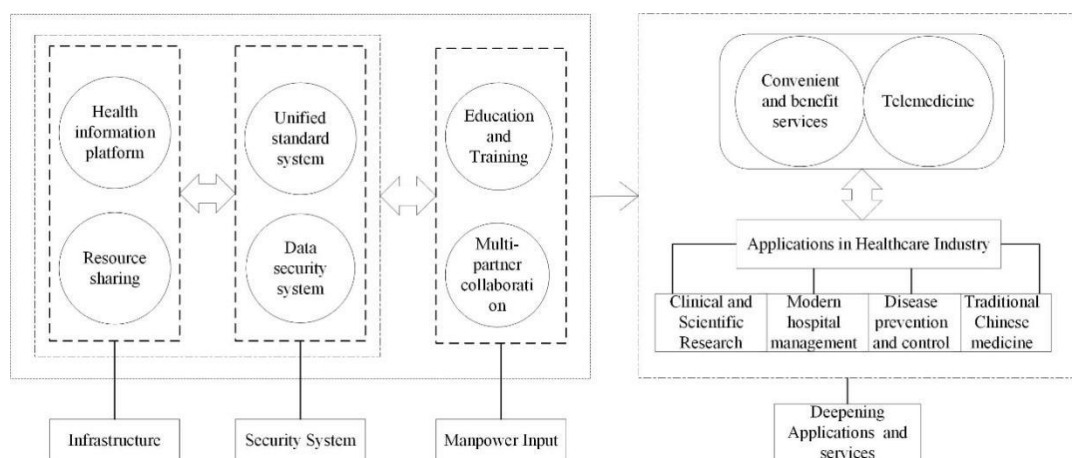 Health
information
platform
Resource
sharing
Unified
standard
system
Data
security
system
Education
and
Training
Multi-
partner
collaborati
on
Infrastructure
Security System
Manpower Input
Convenient
and benefit
services
Telemedicine
Applications in Healthcare Industry
Clinical and
Scientific
Research
Modern
hospital
management
Disease
prevention
and control
Traditional
Chinese
medicine
Deepening
Applications and
services